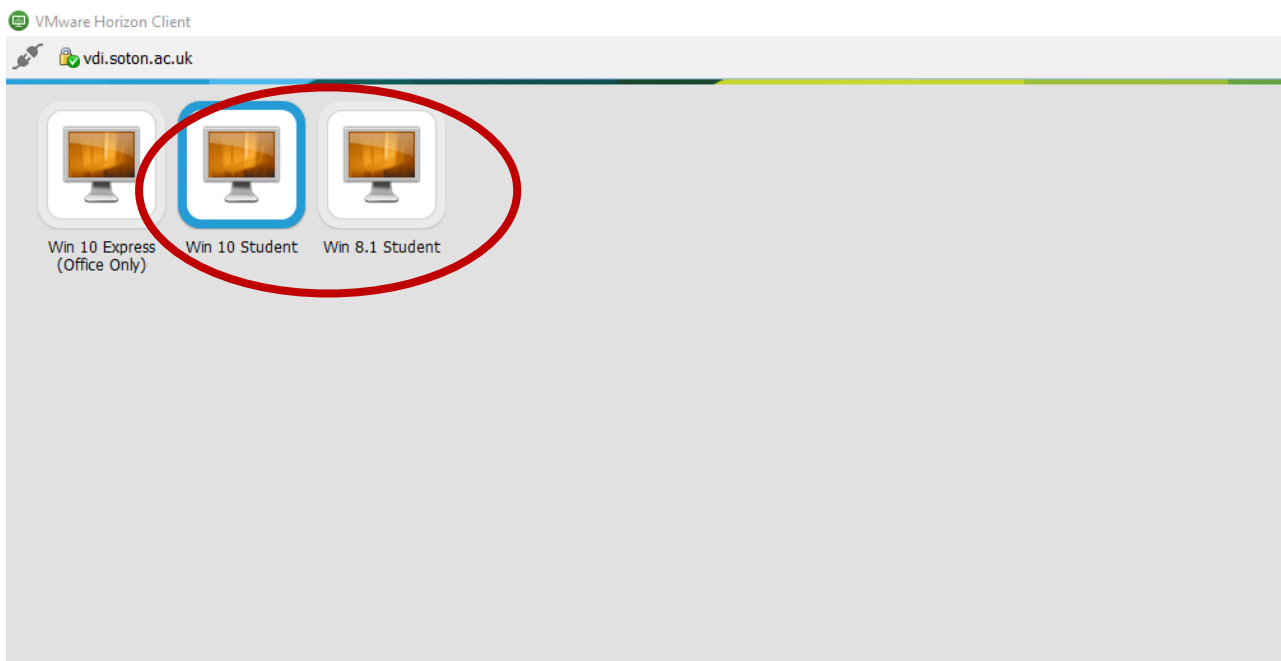 VMware Horizon Client
vdi.soton.ac.uk
Win 10 Express
(Office Only)
Win 10 Student
Win 8.1 Student